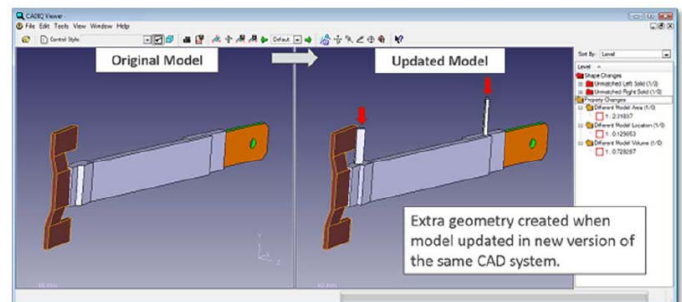 CADIQ Viewer -
File Edit Tools View Window Help
Control Style
Default
Original Model
Updated Model
Sort By: Level
Level
Shape Changes
Unmatched Left Solid (1/0)
Unmatched Right Solid (1/0)
Property Changes
Different Model Area (1/0)
1: 2.31837
Different Model Location (1/0)
1: 0.129053
Different Model Volume (1/0)
1: 0.728267
Extra geometry created when
model updated in new version of
the same CAD system.